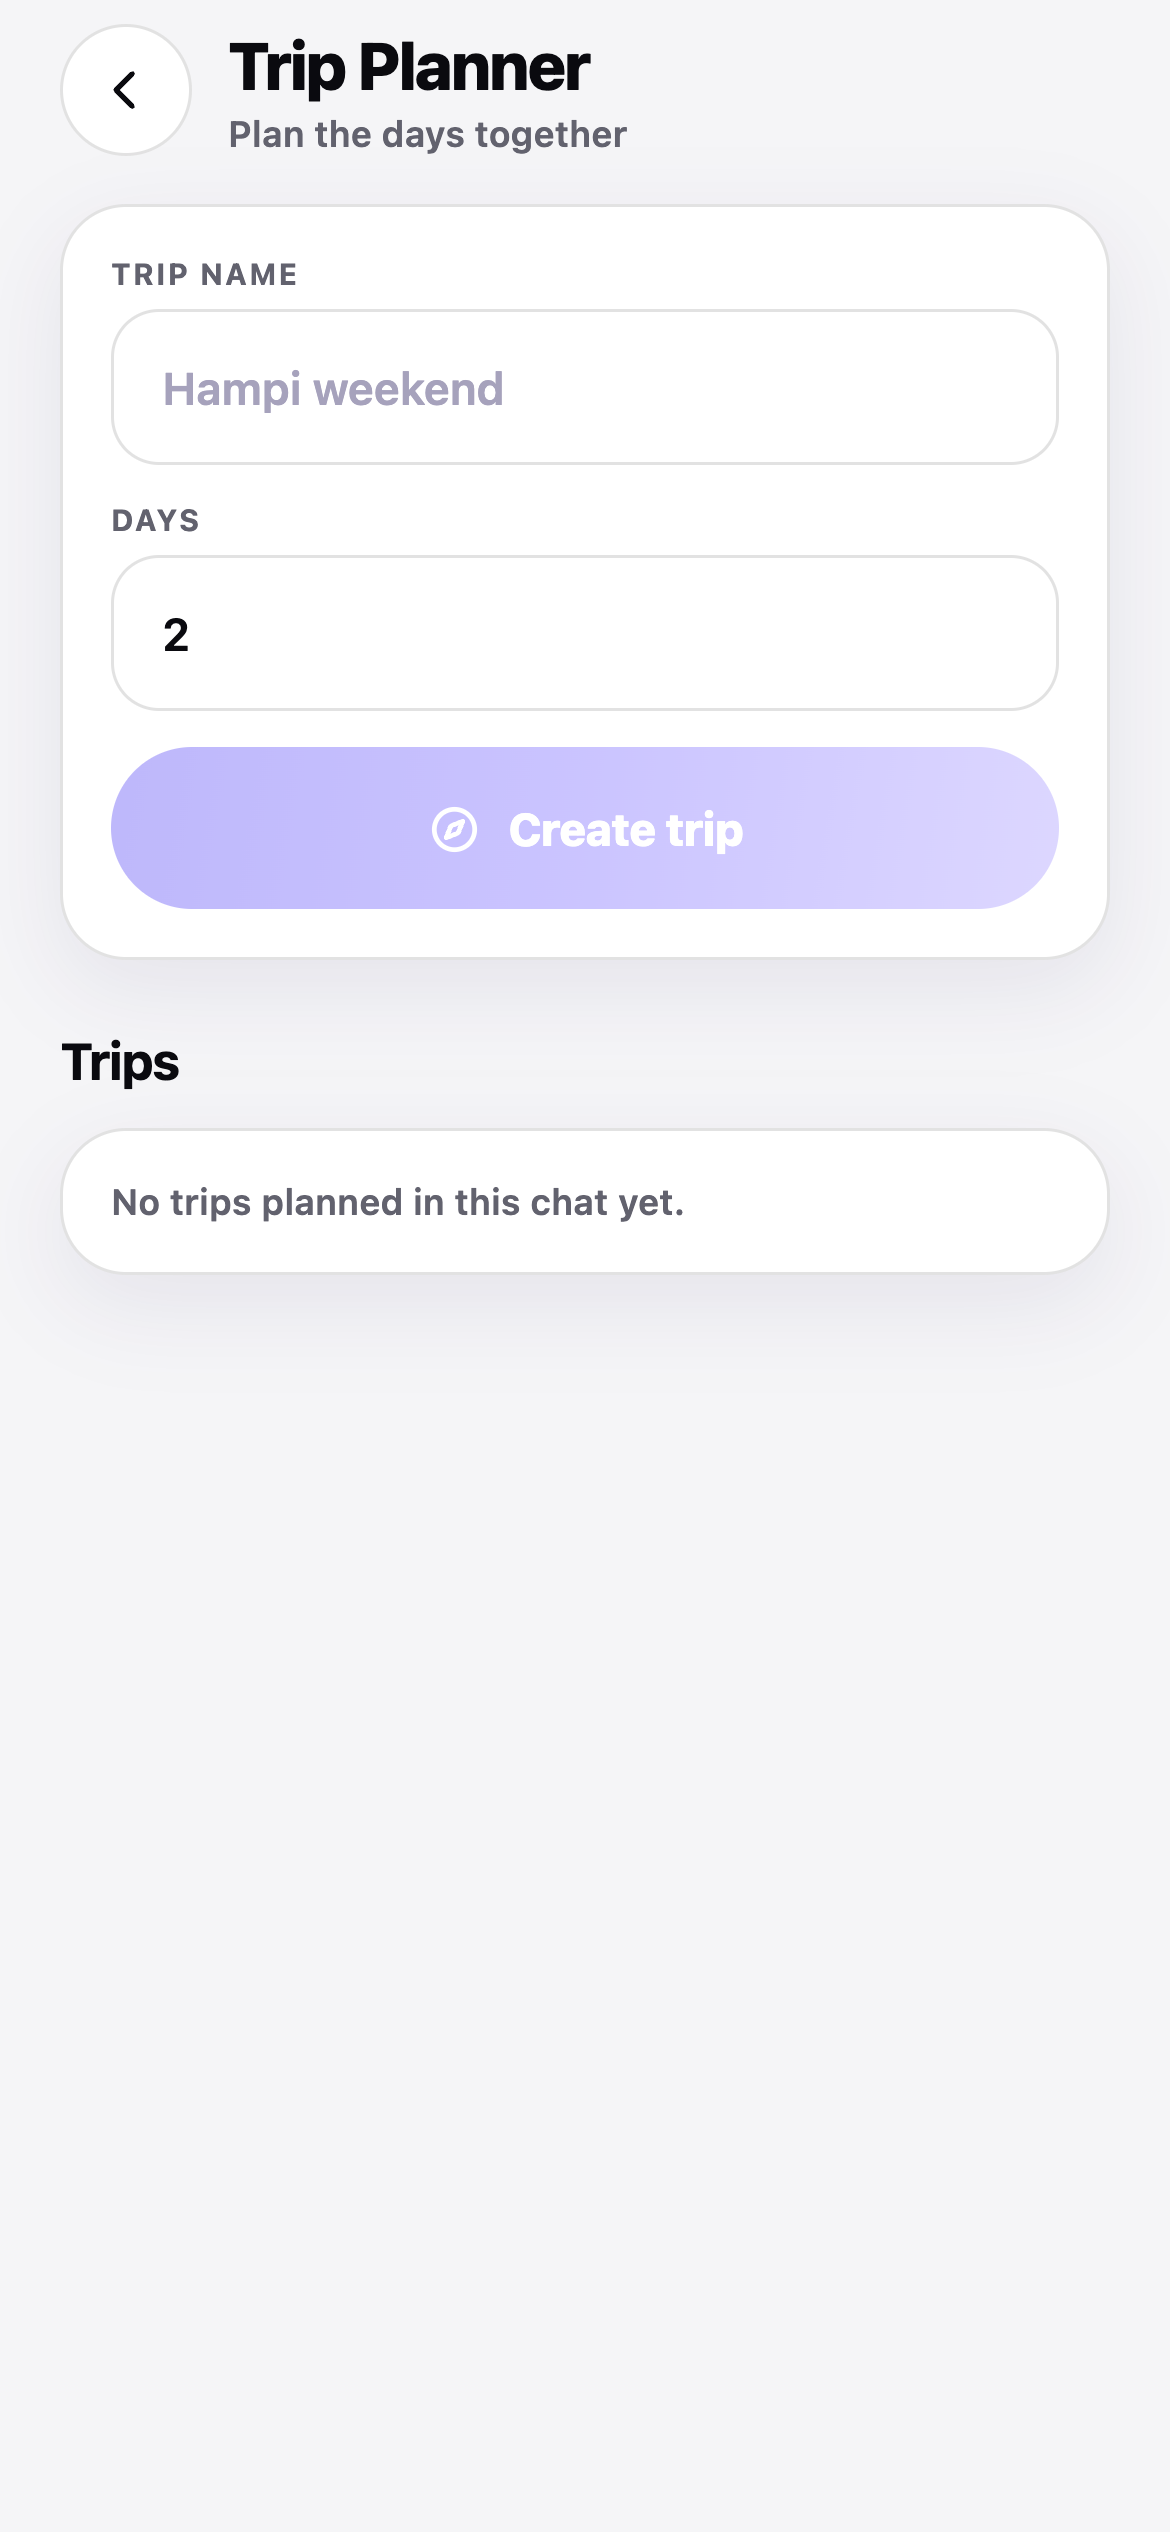 Trip Planner
Plan the days together
TRIP NAME
Hampi weekend
DAYS
2
Create trip
Trips
No trips planned in this chat yet.